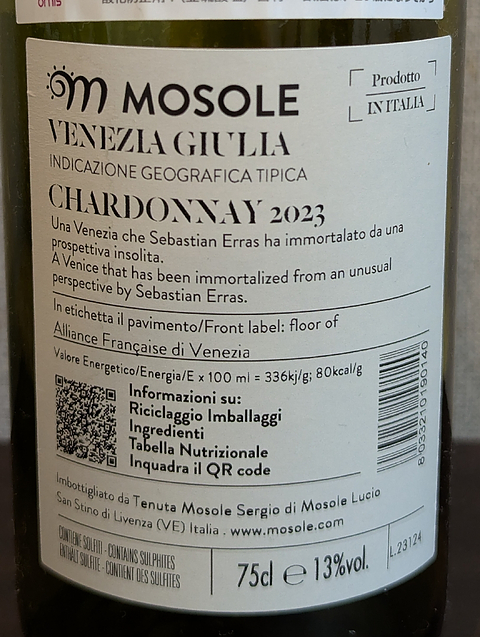 omis
MOSOLE
Prodotto
IN ITALIA
VENEZIA GIULIA
INDICAZIONE GEOGRAFICA TIPICA
CHARDONNAY 2023
Una Venezia che Sebastian Erras ha immortalato da una
prospettiva insolita.
A Venice that has been immortalized from an unusual
perspective by Sebastian Erras.
In etichetta il pavimento/Front label: floor of
Alliance Française di Venezia
Valore Energetico/Energia/E x 100 ml = 336kj/g; 80kcal/g
Informazioni su:
Riciclaggio Imballaggi
Ingredienti
Tabella Nutrizionale
Inquadra il QR code
8033210190140
Imbottigliato da Tenuta Mosole Sergio di Mosole Lucio
San Stino di Livenza (VE) Italia . www.mosole.com
CONTIENE SOLFITI - CONTAINS SULPHITES
ENTHÄLT SULFITE - CONTIENT DES SULFITES
75cl e 13%vol.
L.23124